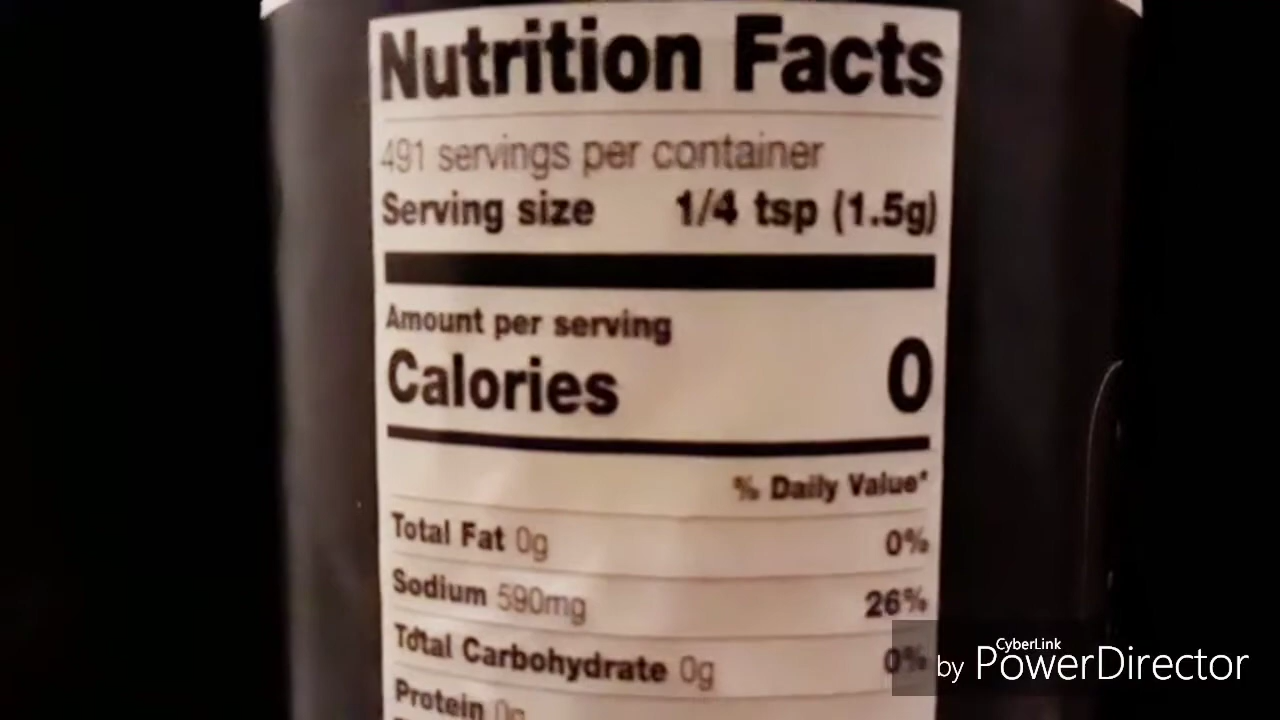 Nutrition Facts
491 servings per container
Serving size 1/4 tsp (1.5g)
Amount per serving
Calories 0
% Daily Value*
Total Fat 0g 0%
Sodium 590mg 26%
Total Carbohydrate 0g 0%
Protein 0g
by CyberLink PowerDirector